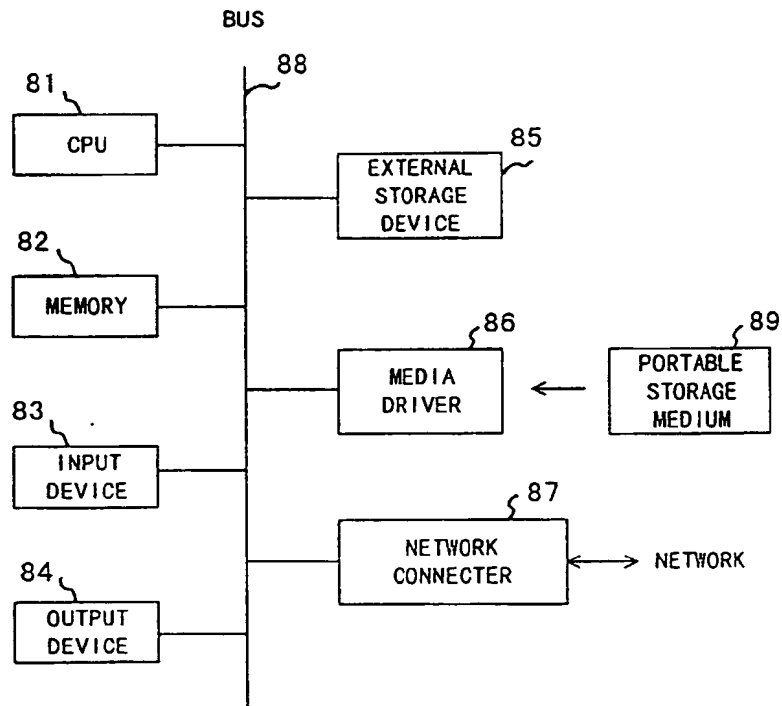 BUS
88
81
CPU
85
EXTERNAL
STORAGE
DEVICE
82
MEMORY
86
MEDIA
DRIVER
89
PORTABLE
STORAGE
MEDIUM
83
INPUT
DEVICE
87
NETWORK
CONNECTER
NETWORK
84
OUTPUT
DEVICE